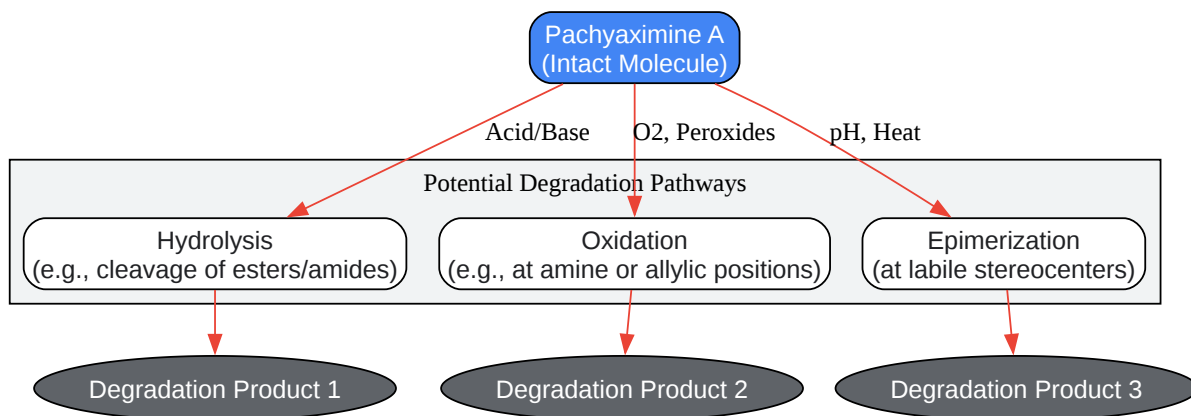 Pachyaximine A
(Intact Molecule)
Acid/Base
O2, Peroxides
pH, Heat
Potential Degradation Pathways
Hydrolysis
(e.g., cleavage of esters/amides)
Oxidation
(e.g., at amine or allylic positions)
Epimerization
(at labile stereocenters)
Degradation Product 1
Degradation Product 2
Degradation Product 3